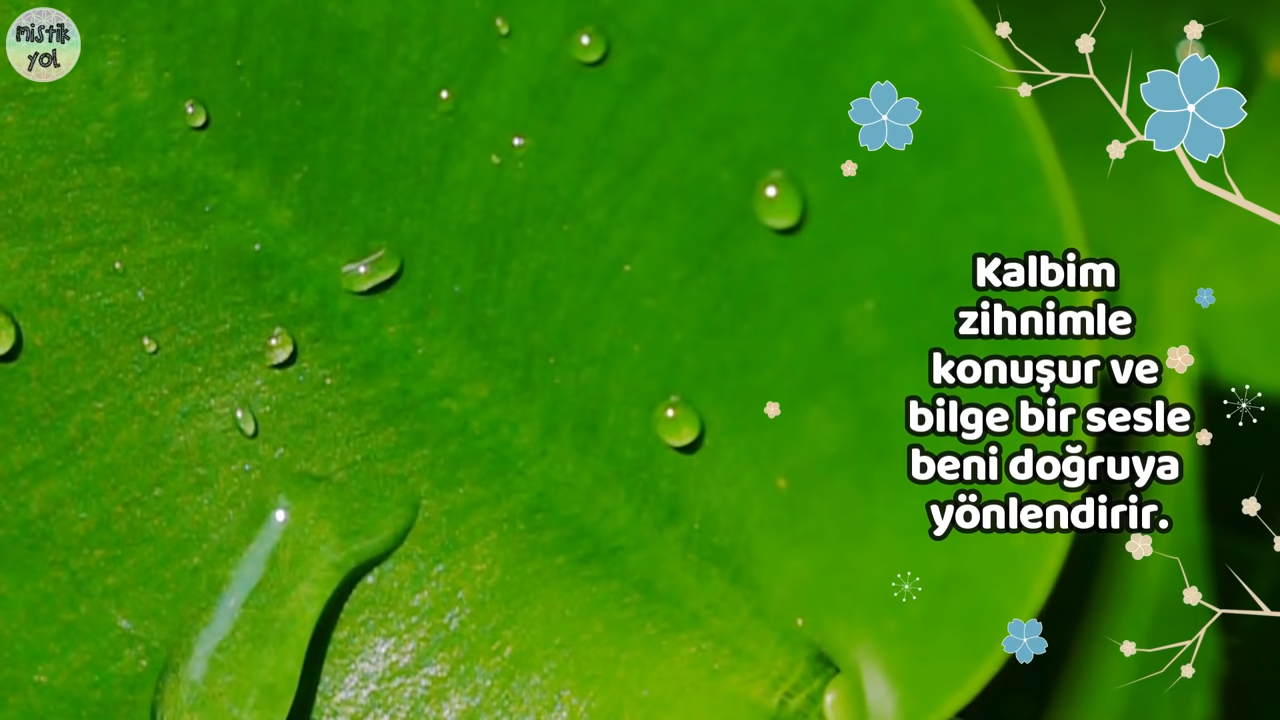 mistik
yol
Kalbim
zihnimle
konuşur ve
bilge bir sesle
beni doğruya
yönlendirir.